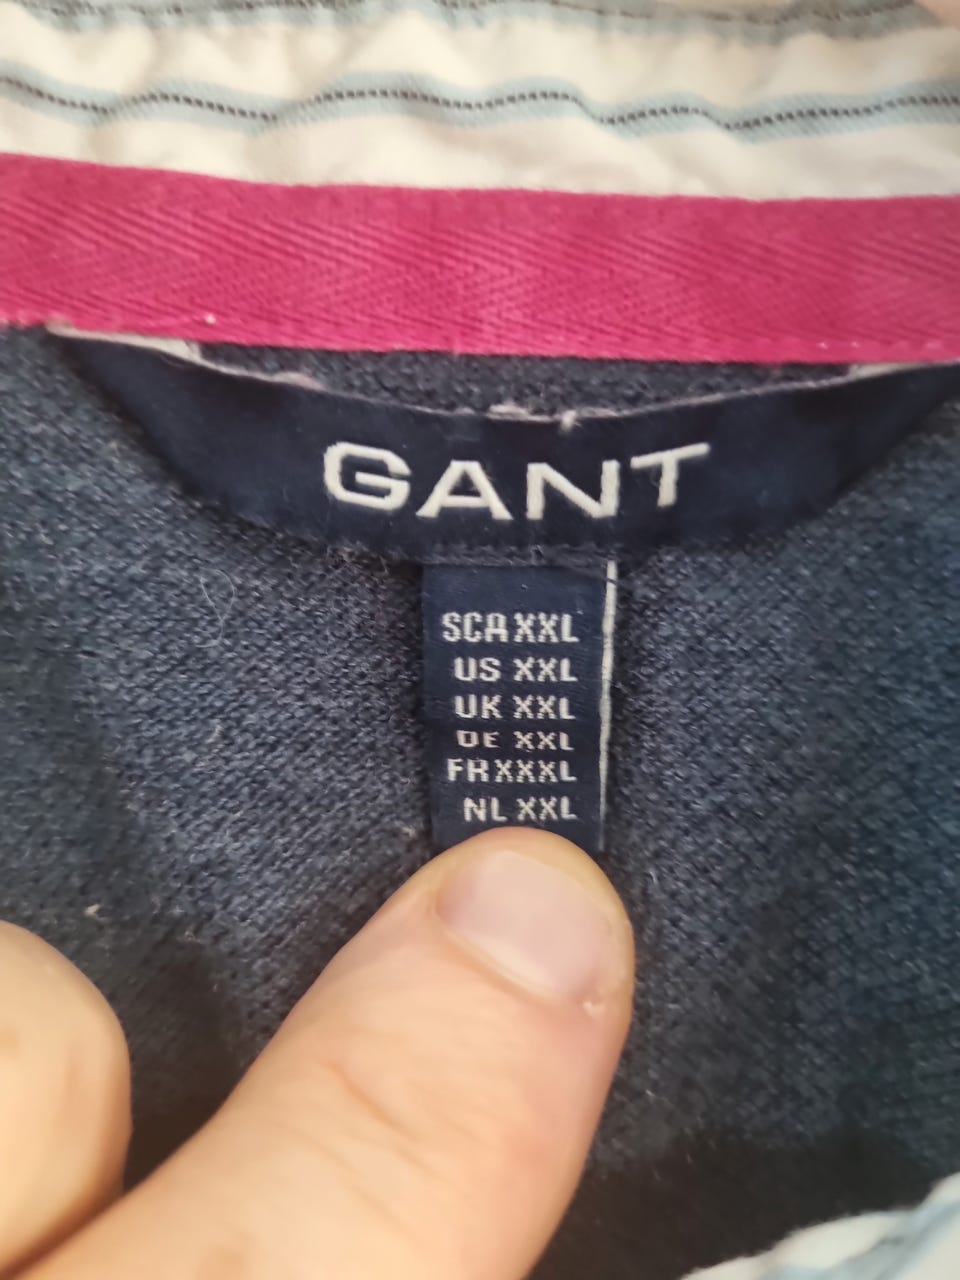 GANT
SCA XXL
US XXL
UK XXL
DE XXL
FR XXXL
NL XXL